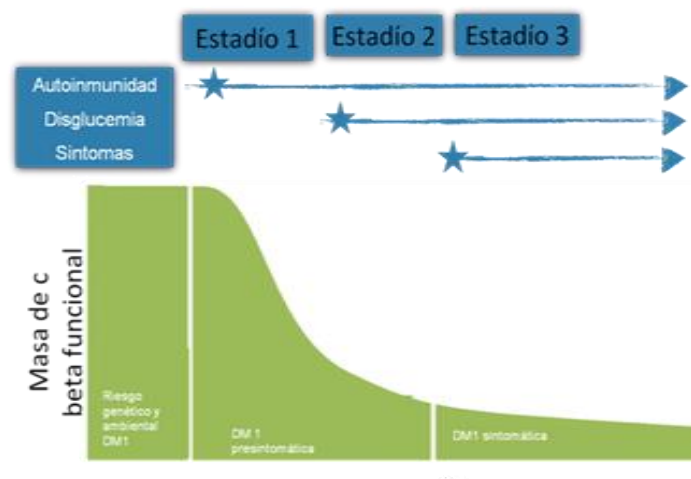 Estadío 1
Estadío 2
Estadío 3
Autoinmunidad
Disglucemia
Sintomas
Masa de c
beta funcional
Riesgo
genético y
ambiental
DM1
DM 1
presintomática
DM1 sintomática